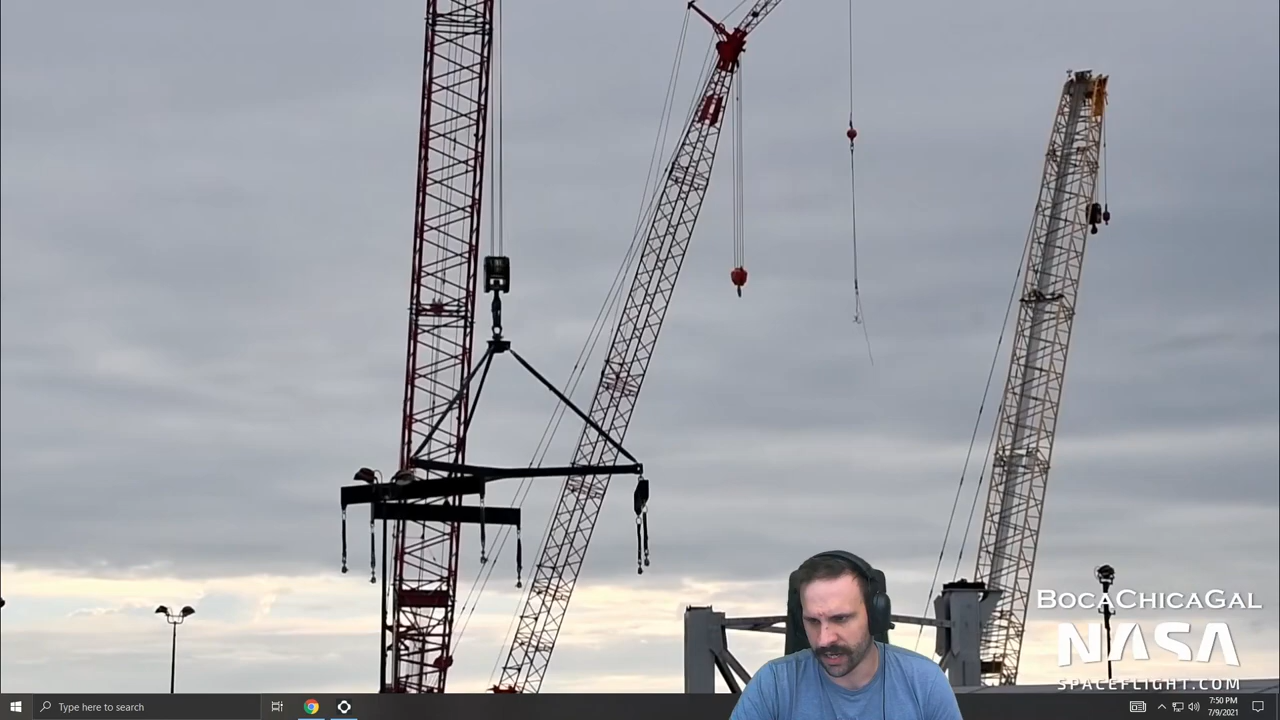 BocaChicaGal
NASA
SPACEFLIGHT.COM
Type here to search
7:50 PM
7/9/2021